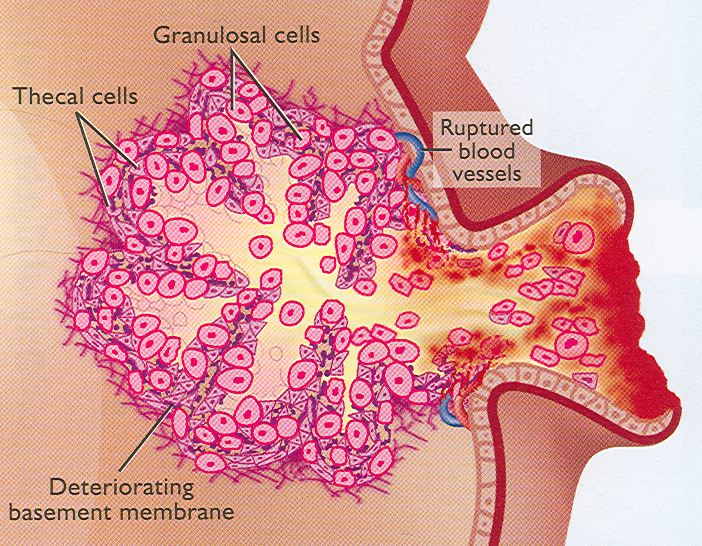 Granulosal cells
Thecal cells
Ruptured
blood
vessels
Deteriorating
basement membrane